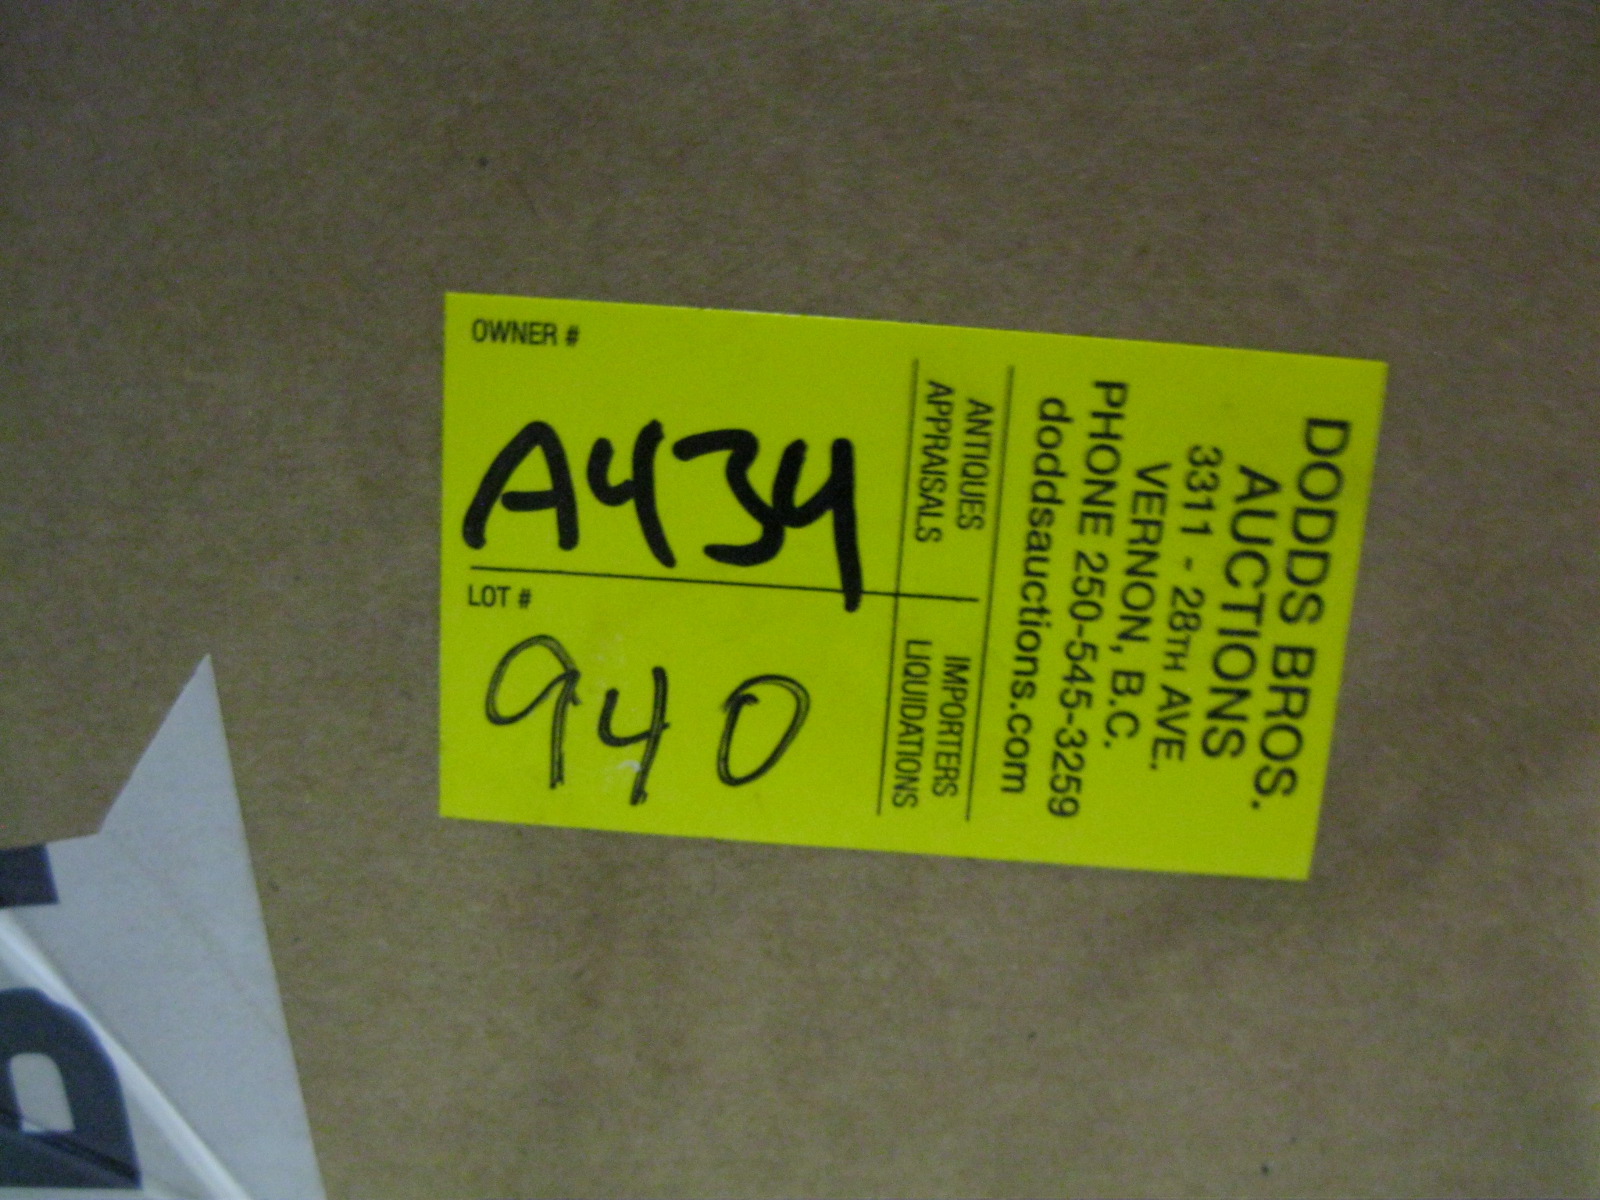 OWNER #
A434
LOT #
940
DODDS BROS.
AUCTIONS
3311 - 28TH AVE.
VERNON, B.C.
PHONE 250-545-3259
doddsauctions.com
ANTIQUES
APPRAISALS
IMPORTERS
LIQUIDATIONS